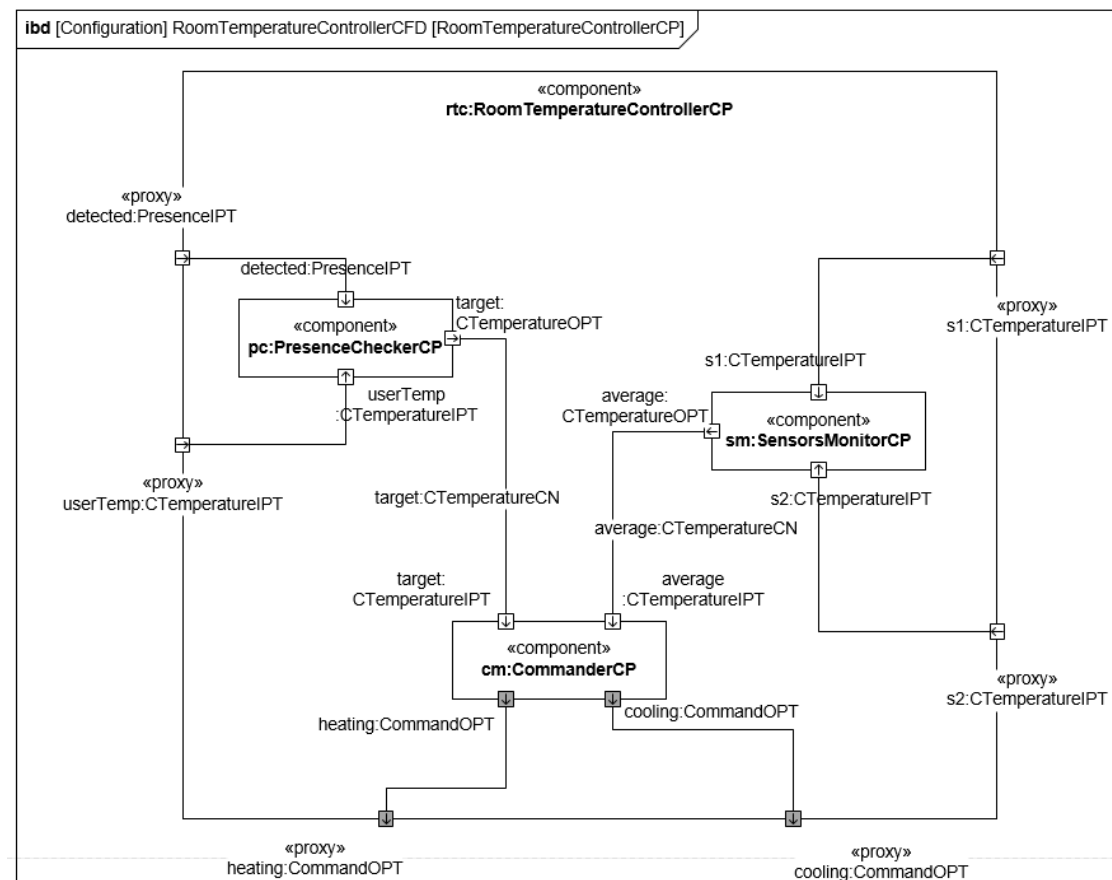 ibd [Configuration] RoomTemperatureControllerCFD [RoomTemperatureControllerCP]
«component»
rtc:RoomTemperatureControllerCP
«proxy»
detected:PresenceIPT
detected:PresenceIPT
«component»
pc:PresenceCheckerCP
target:
CTemperatureOPT
«proxy»
s1:CTemperatureIPT
s1:CTemperatureIPT
userTemp
:CTemperatureIPT
average:
CTemperatureOPT
«component»
sm:SensorsMonitorCP
«proxy»
userTemp:CTemperatureIPT
target:CTemperatureCN
s2:CTemperatureIPT
average:CTemperatureCN
target:
CTemperatureIPT
average
:CTemperatureIPT
«component»
cm:CommanderCP
«proxy»
s2:CTemperatureIPT
heating:CommandOPT
cooling:CommandOPT
«proxy»
heating:CommandOPT
«proxy»
cooling:CommandOPT